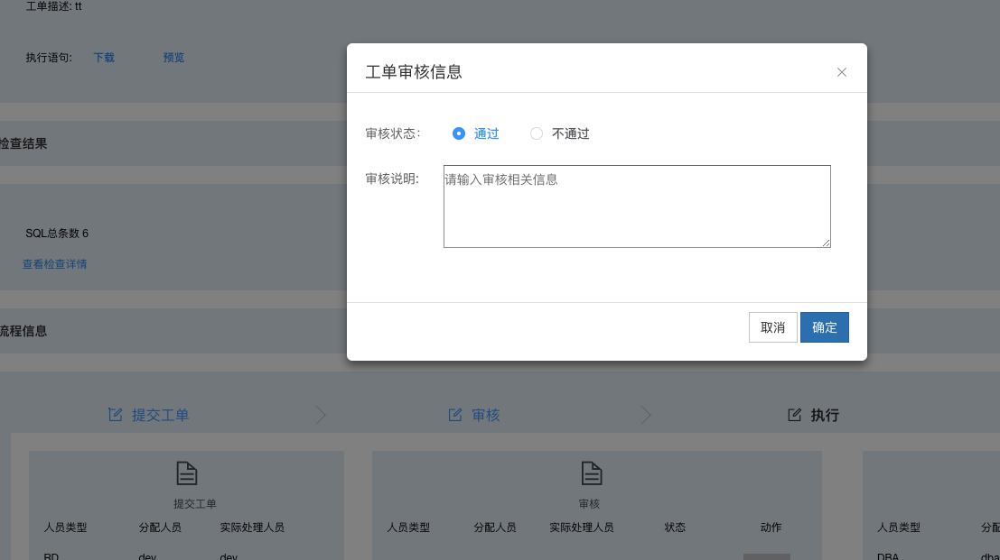 工单描述: tt
执行语句: 下载 预览
工单审核信息
审核状态: 通过 不通过
审核说明: 请输入审核相关信息
取消 确定
检查结果
SQL总条数 6
查看检查详情
流程信息
提交工单 审核 执行
提交工单
人员类型 分配人员 实际处理人员
BD dev dev
审核
人员类型 分配人员 实际处理人员 状态 动作
人员类型 分配
DBA dba